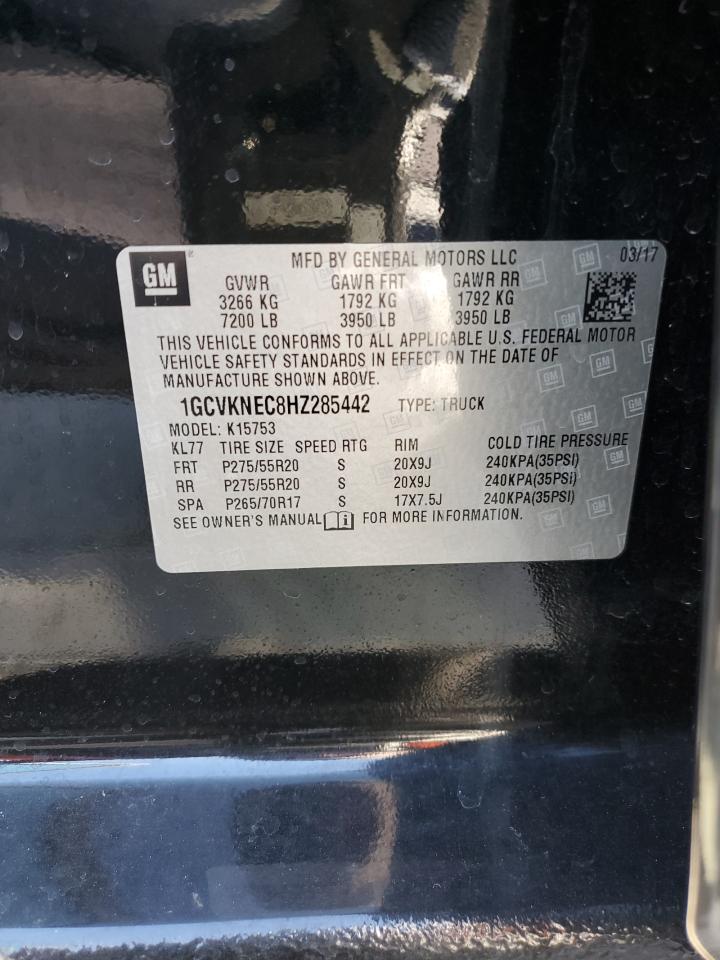 GM
MFD BY GENERAL MOTORS LLC 03/17
GVWR GAWR FRT GAWR RR
3266 KG 1792 KG 1792 KG
7200 LB 3950 LB 3950 LB
THIS VEHICLE CONFORMS TO ALL APPLICABLE U.S. FEDERAL MOTOR
VEHICLE SAFETY STANDARDS IN EFFECT ON THE DATE OF
MANUFACTURE SHOWN ABOVE.
1GCVKNEC8HZ285442 TYPE: TRUCK
MODEL: K15753
KL77 TIRE SIZE SPEED RTG RIM COLD TIRE PRESSURE
FRT P275/55R20 S 20X9J 240KPA(35PSI)
RR P275/55R20 S 20X9J 240KPA(35PSI)
SPA P265/70R17 S 17X7.5J 240KPA(35PSI)
SEE OWNER'S MANUAL FOR MORE INFORMATION.